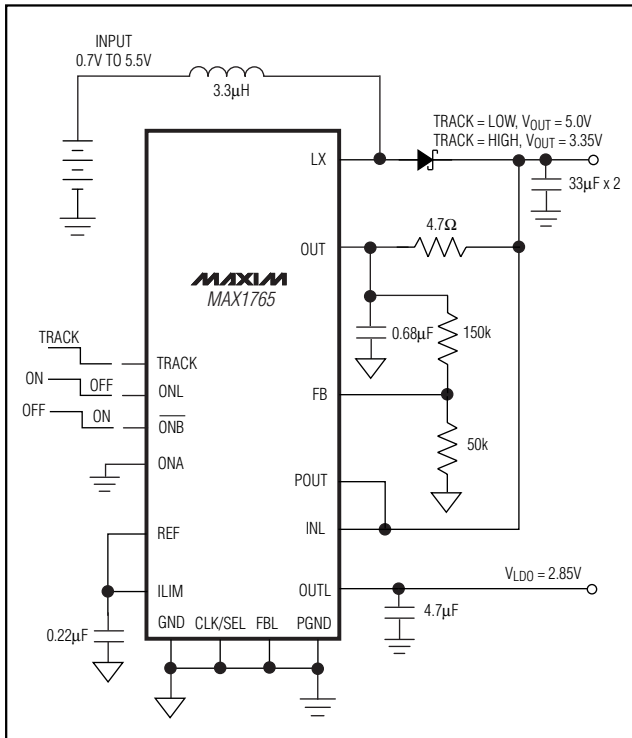 INPUT
0.7V TO 5.5V
3.3μH
TRACK = LOW, VOUT = 5.0V
TRACK = HIGH, VOUT = 3.35V
LX
33μF x 2
4.7Ω
OUT
MAXIM
MAX1765
0.68μF
150k
TRACK
TRACK
ON
OFF
ONL
FB
OFF
ON
ONB
50k
ONA
POUT
REF
INL
ILIM
OUTL
VLDO = 2.85V
0.22μF
GND
CLK/SEL
FBL
PGND
4.7μF